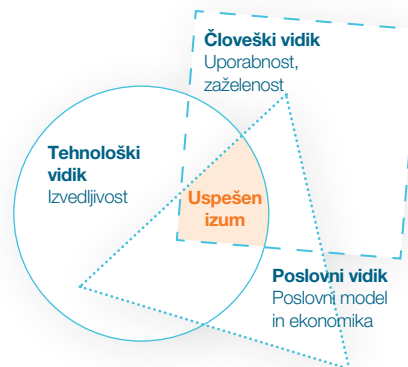 Človeški vidik
Uporabnost,
zaželenost
Tehnološki
vidik
Izvedljivost
Uspešen
izum
Poslovni vidik
Poslovni model
in ekonomika